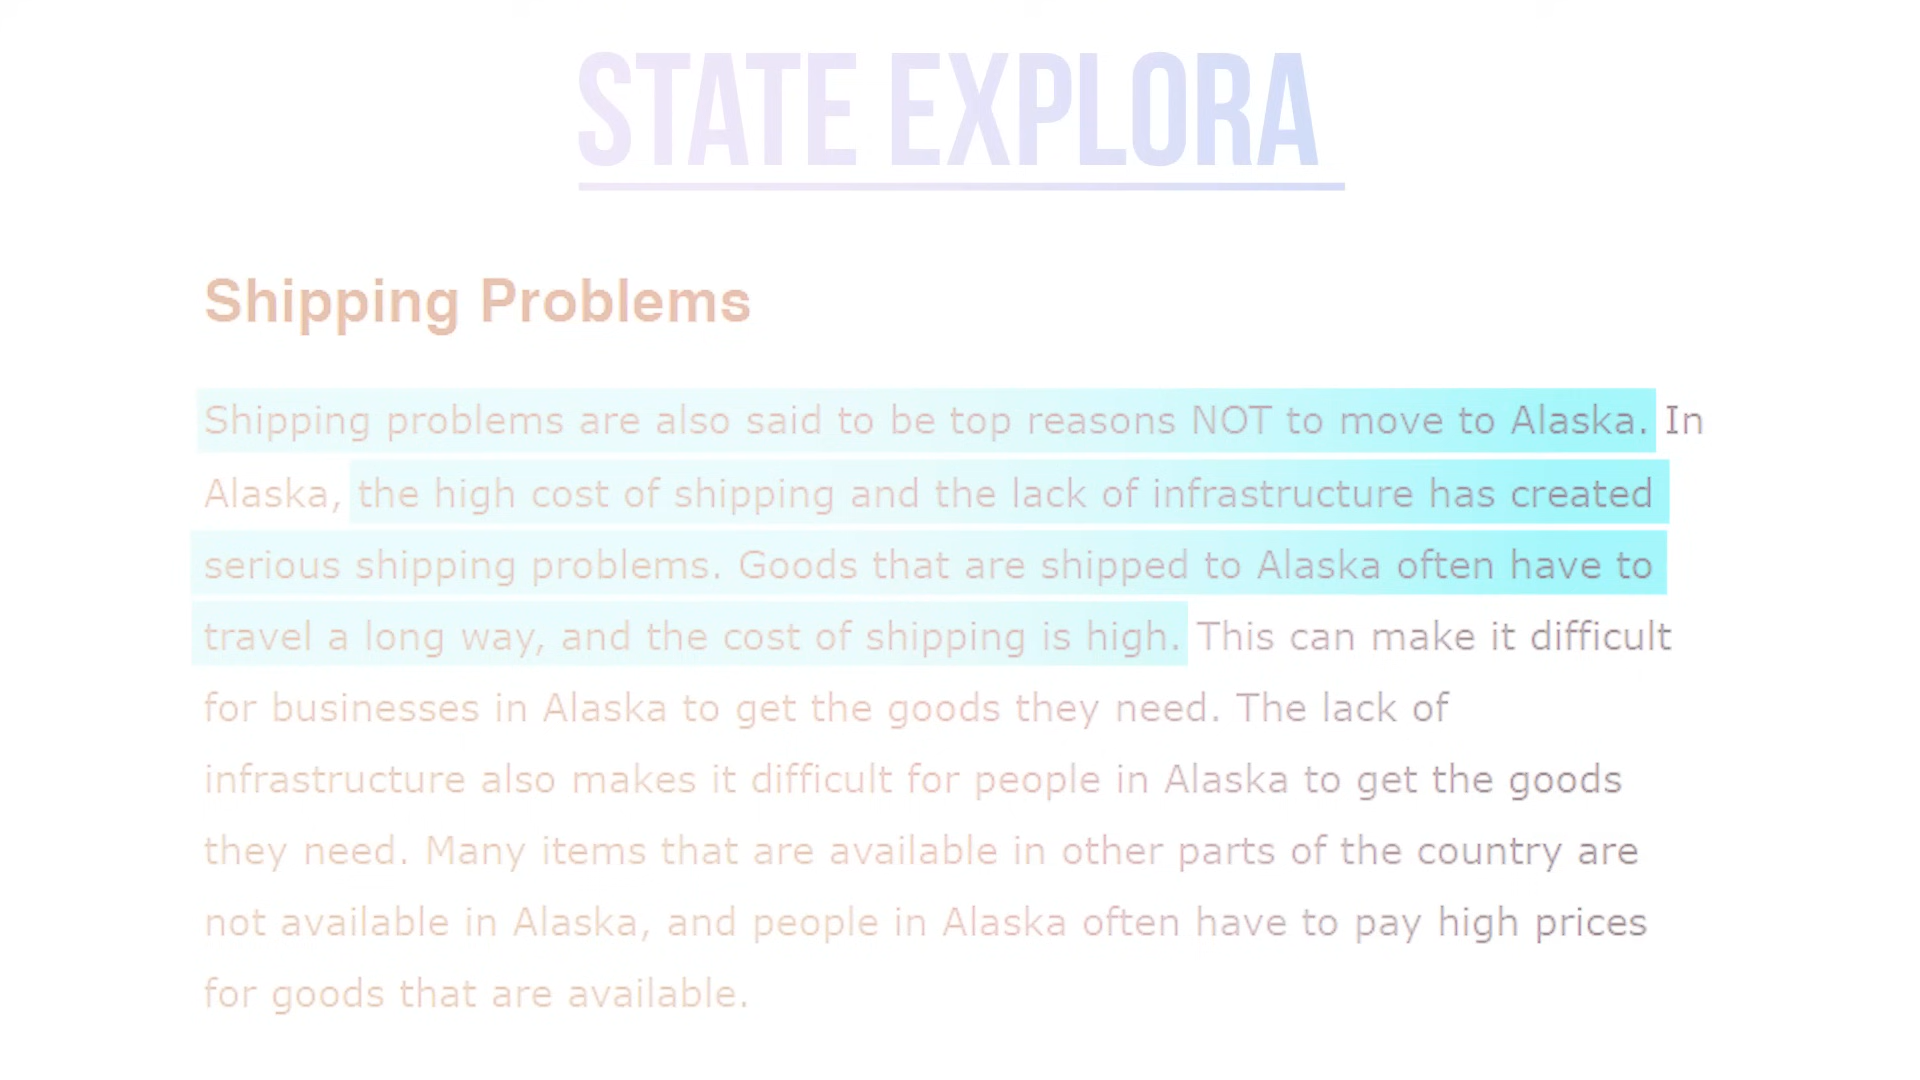 STATE EXPLORA
Shipping Problems
Shipping problems are also said to be top reasons NOT to move to Alaska. In
Alaska, the high cost of shipping and the lack of infrastructure has created
serious shipping problems. Goods that are shipped to Alaska often have to
travel a long way, and the cost of shipping is high. This can make it difficult
for businesses in Alaska to get the goods they need. The lack of
infrastructure also makes it difficult for people in Alaska to get the goods
they need. Many items that are available in other parts of the country are
not available in Alaska, and people in Alaska often have to pay high prices
for goods that are available.